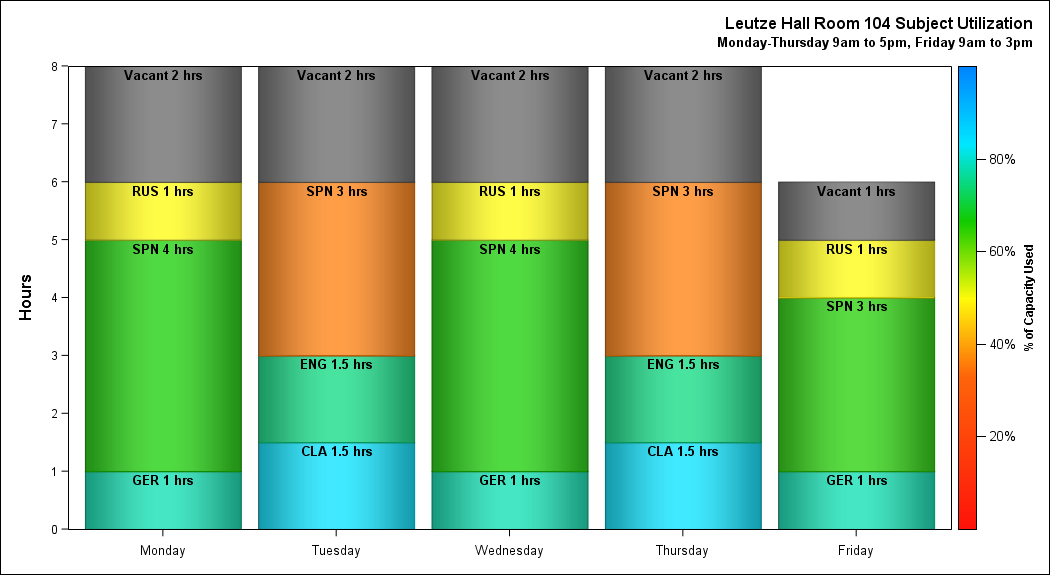 Leutze Hall Room 104 Subject Utilization
Monday-Thursday 9am to 5pm, Friday 9am to 3pm
8
7
6
5
4
3
2
1
0
Hours
Vacant 2 hrs
RUS 1 hrs
SPN 4 hrs
GER 1 hrs
Monday
Vacant 2 hrs
SPN 3 hrs
ENG 1.5 hrs
CLA 1.5 hrs
Tuesday
Vacant 2 hrs
RUS 1 hrs
SPN 4 hrs
GER 1 hrs
Wednesday
Vacant 2 hrs
SPN 3 hrs
ENG 1.5 hrs
CLA 1.5 hrs
Thursday
Vacant 1 hrs
RUS 1 hrs
SPN 3 hrs
GER 1 hrs
Friday
80%
60%
40%
20%
% of Capacity Used